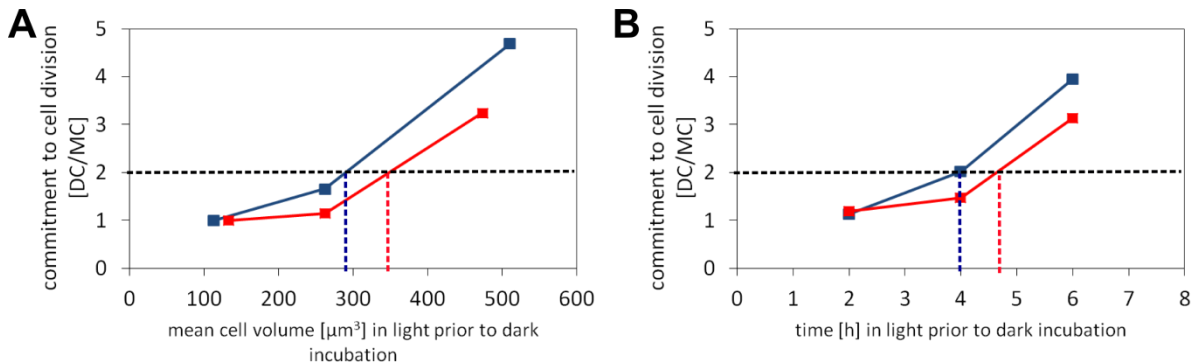 A
commitment to cell division
[DC/MC]
5
4
3
2
1
0
0 100 200 300 400 500 600
mean cell volume [µm³] in light prior to dark
incubation
B
commitment to cell division
[DC/MC]
5
4
3
2
1
0
0 1 2 3 4 5 6 7 8
time [h] in light prior to dark incubation